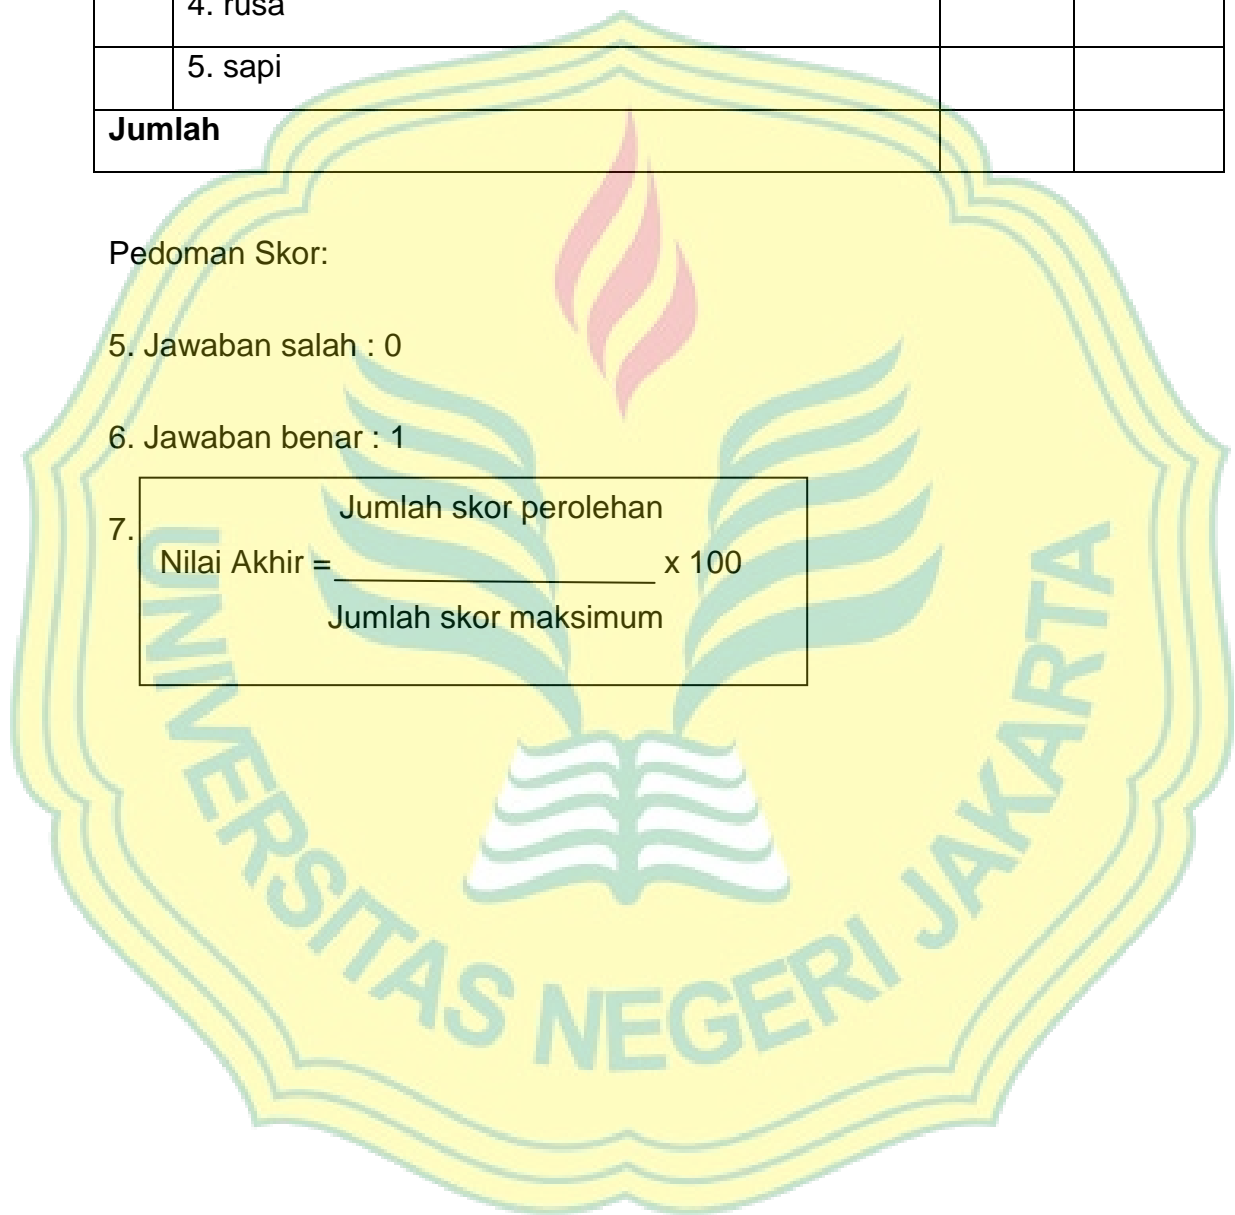 4. rusa
5. sapi
Jumlah
Pedoman Skor:
5. Jawaban salah : 0
6. Jawaban benar : 1
7.
Jumlah skor perolehan
Nilai Akhir = x 100
Jumlah skor maksimum
UNIVERSITAS NEGERI JAKARTA